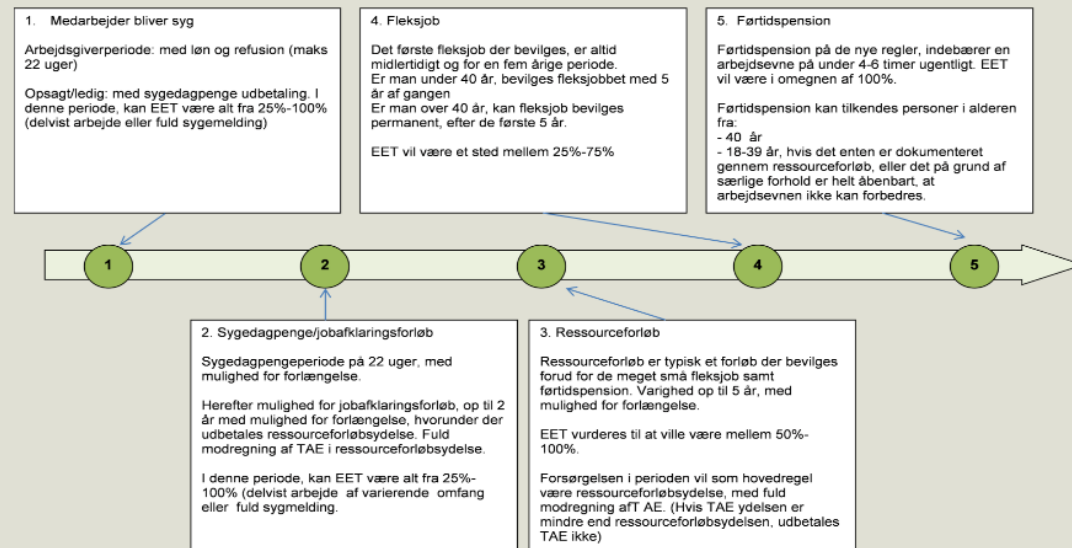 1. Medarbejder bliver syg
Arbejdsgiverperiode: med løn og refusion (maks
22 uger)
Opsagt/ledig: med sygedagpenge udbetaling. I
denne periode, kan EET være alt fra 25%-100%
(delvist arbejde eller fuld sygemelding)
4. Fleksjob
Det første fleksjob der bevilges, er altid
midlertidigt og for en fem årige periode.
Er man under 40 år, bevilges fleksjobbet med 5
år af gangen
Er man over 40 år, kan fleksjob bevilges
permanent, efter de første 5 år.
EET vil være et sted mellem 25%-75%
5. Førtidspension
Førtidspension på de nye regler, indebærer en
arbejdsevne på under 4-6 timer ugentligt. EET
vil være i omegnen af 100%.
Førtidspension kan tilkendes personer i alderen
fra:
- 40 år
- 18-39 år, hvis det enten er dokumenteret
gennem ressourceforløb, eller det på grund af
særlige forhold er helt åbenbart, at
arbejdsevnen ikke kan forbedres.
1
2
3
4
5
2. Sygedagpenge/jobafklaringsforløb
Sygedagpengeperiode på 22 uger, med
mulighed for forlængelse.
Herefter mulighed for jobafklaringsforløb, op til 2
år med mulighed for forlængelse, hvorunder der
udbetales ressourceforløbsydelse. Fuld
modregning af TAE i ressourceforløbsydelse.
I denne periode, kan EET være alt fra 25%-
100% (delvist arbejde af varierende omfang
eller fuld sygmelding.
3. Ressourceforløb
Ressourceforløb er typisk et forløb der bevilges
forud for de meget små fleksjob samt
førtidspension. Varighed op til 5 år, med
mulighed for forlængelse.
EET vurderes til at ville være mellem 50%-
100%.
Forsørgelsen i perioden vil som hovedregel
være ressourceforløbsydelse, med fuld
modregning afT AE. (Hvis TAE ydelsen er
mindre end ressourceforløbsydelsen, udbetales
TAE ikke)